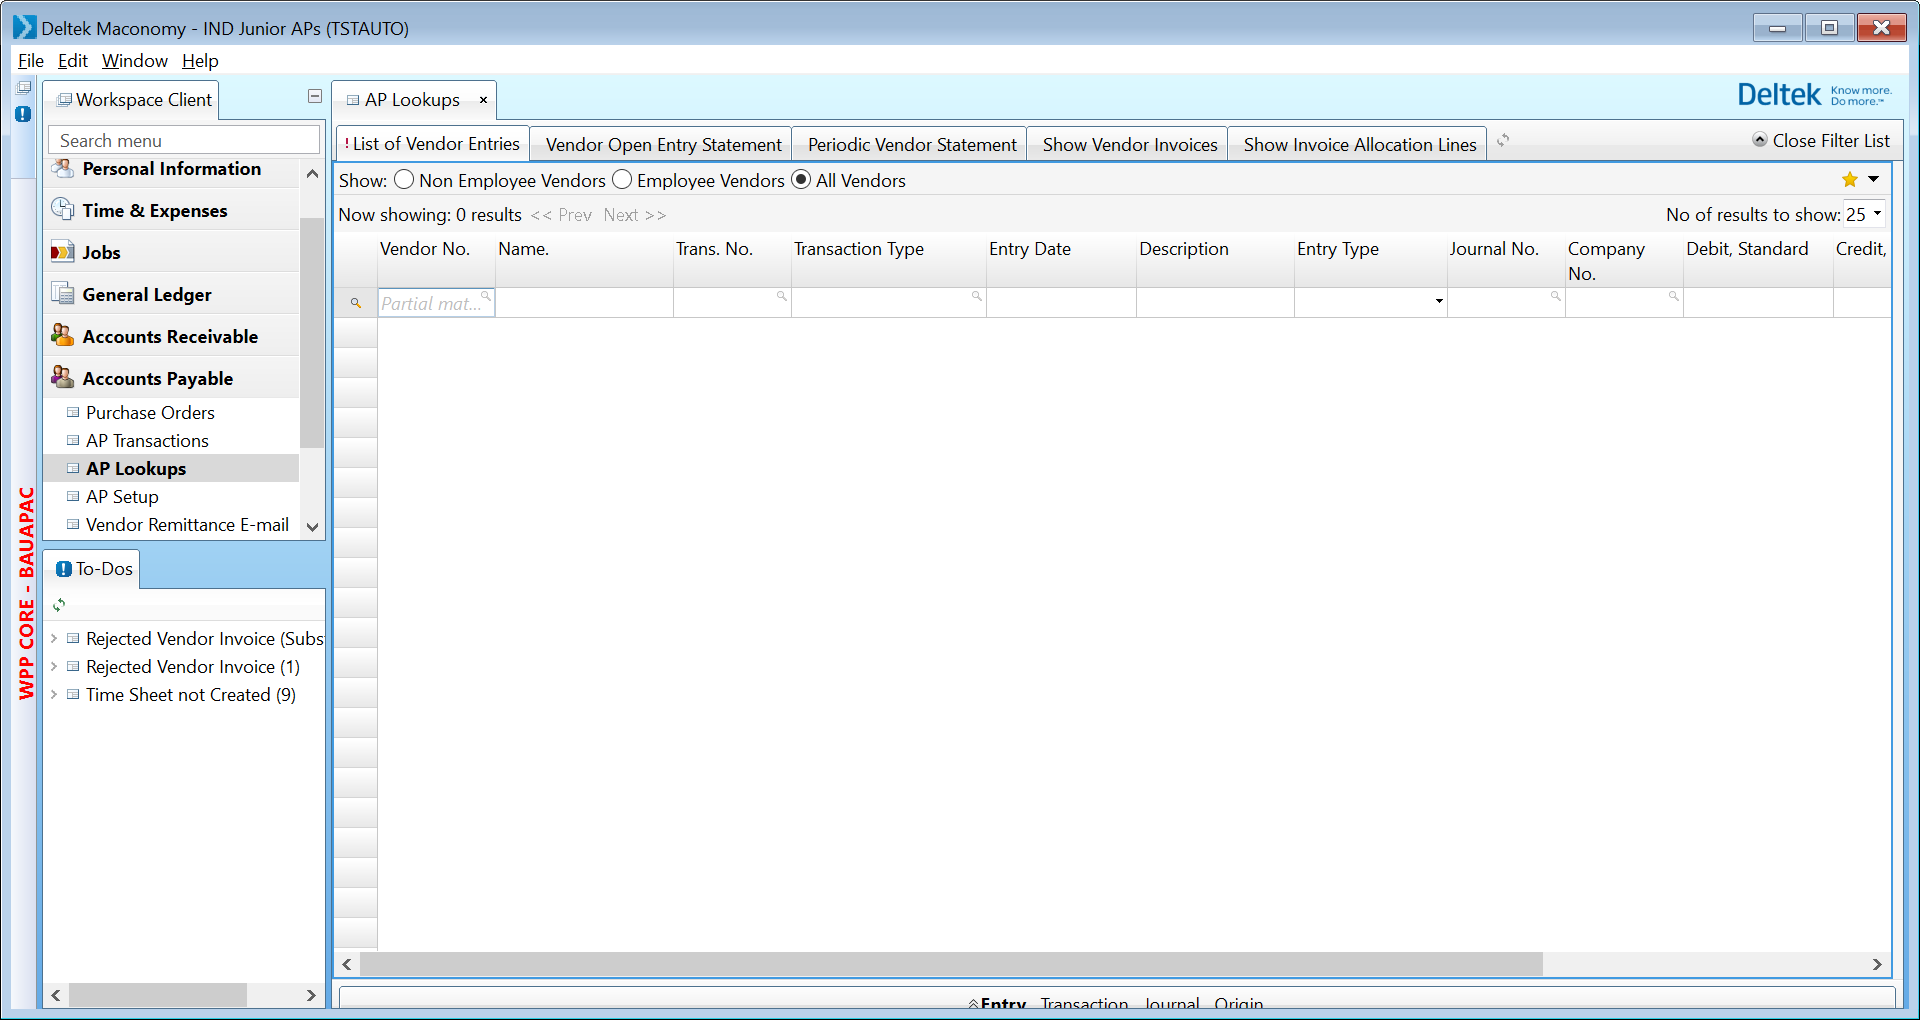 Deltek Maconomy - IND Junior APs (TSTAUTO)
File Edit Window Help
Workspace Client
AP Lookups
Deltek Know more. Do more.™
Search menu
List of Vendor Entries Vendor Open Entry Statement Periodic Vendor Statement Show Vendor Invoices Show Invoice Allocation Lines Close Filter List
Personal Information
Time & Expenses
Jobs
General Ledger
Accounts Receivable
Accounts Payable
Purchase Orders
AP Transactions
AP Lookups
AP Setup
Vendor Remittance E-mail
Show: Non Employee Vendors Employee Vendors All Vendors
Now showing: 0 results << Prev Next >> No of results to show: 25
Vendor No. Name. Trans. No. Transaction Type Entry Date Description Entry Type Journal No. Company No. Debit, Standard Credit,
Partial mat...
WPP CORE - BAUAPAC
To-Dos
Rejected Vendor Invoice (Subs
Rejected Vendor Invoice (1)
Time Sheet not Created (9)
Entry Transaction Journal Origin